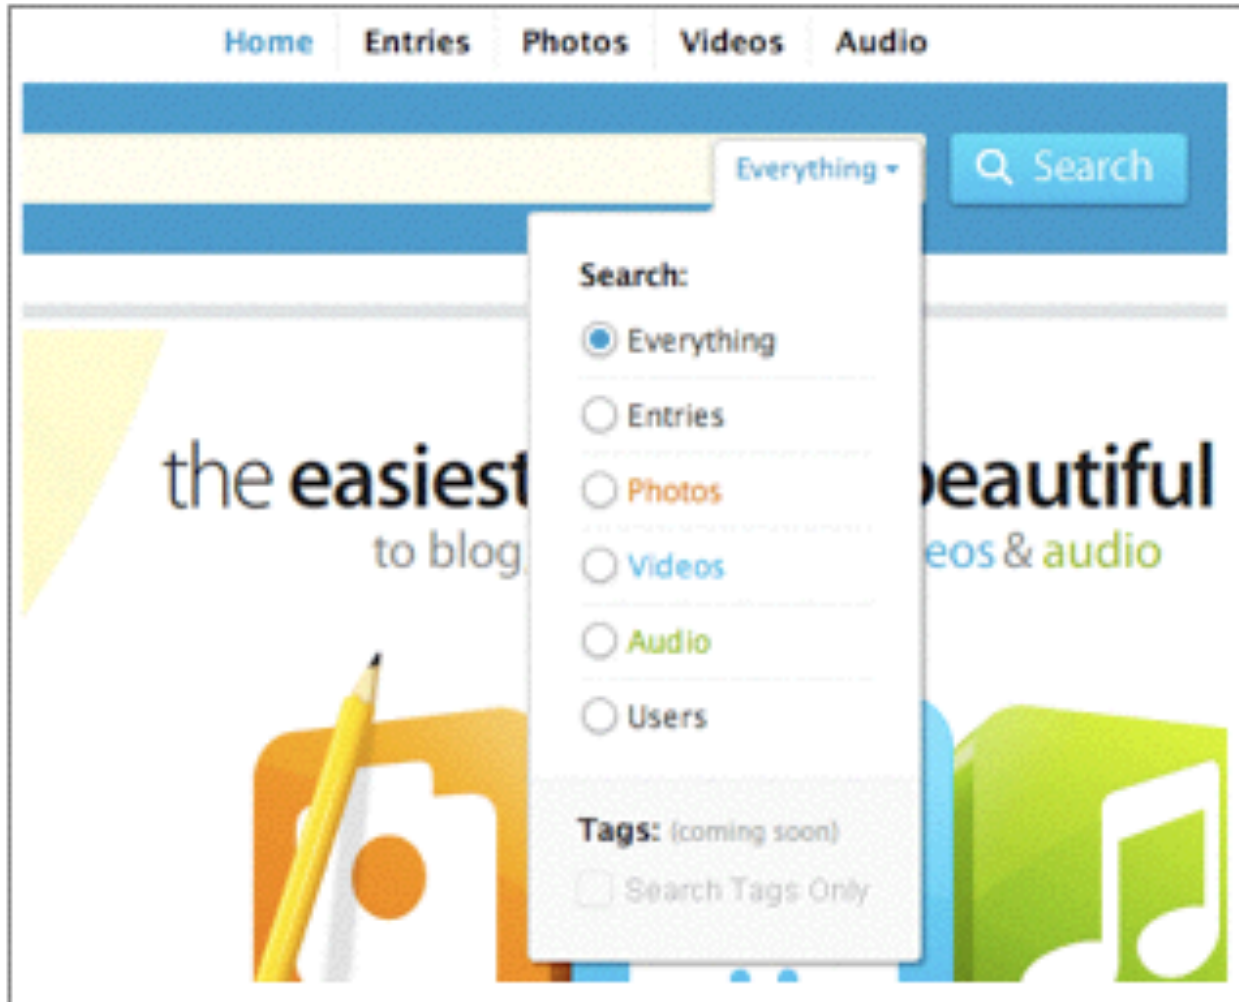 Home Entries Photos Videos Audio
Everything
Search
Search:
Everything
Entries
Photos
Videos
Audio
Users
Tags: (coming soon)
Search Tags Only
the easiest beautiful
to blog, & audio